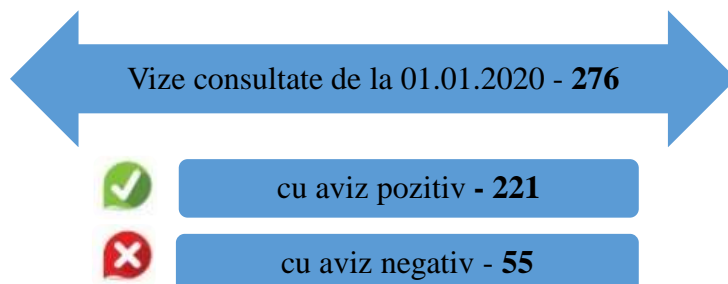 Vize consultate de la 01.01.2020 - 276
cu aviz pozitiv - 221
cu aviz negativ - 55